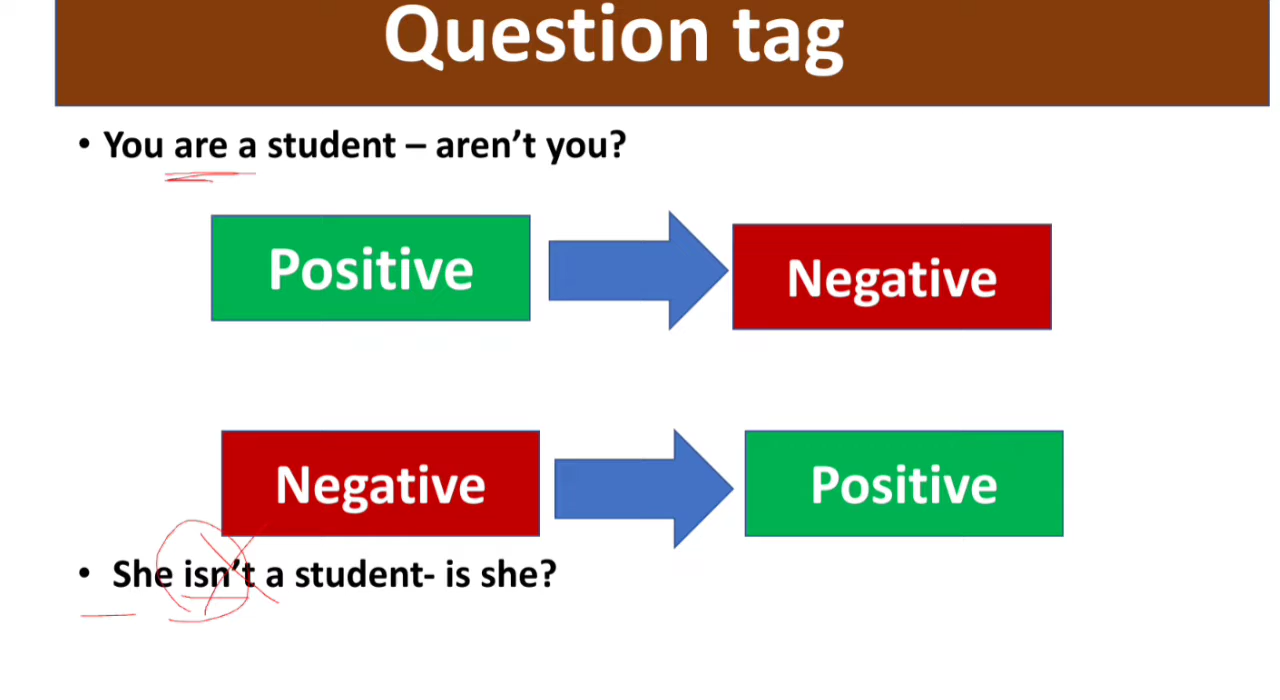 Question tag
• You are a student – aren’t you?
Positive
Negative
Negative
Positive
• She isn’t a student- is she?